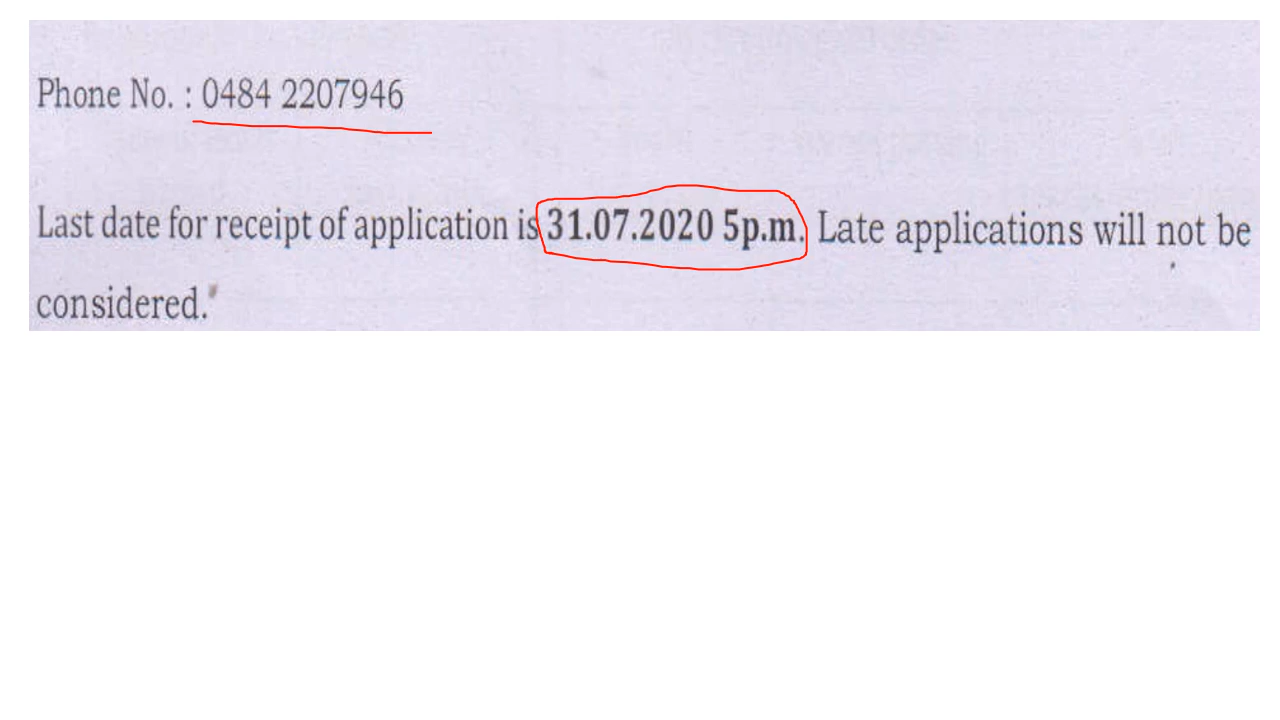 Phone No. : 0484 2207946
Last date for receipt of application is 31.07.2020 5p.m. Late applications will not be
considered.